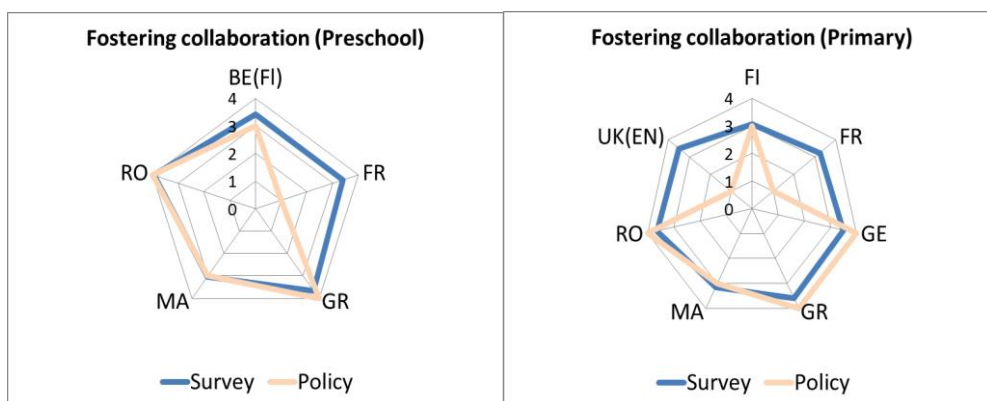 Fostering collaboration (Preschool)
BE(Fl)
4
3
2
1
0
FR
GR
MA
RO
Survey
Policy
Fostering collaboration (Primary)
FI
4
3
2
1
0
FR
GE
GR
MA
RO
UK(EN)
Survey
Policy